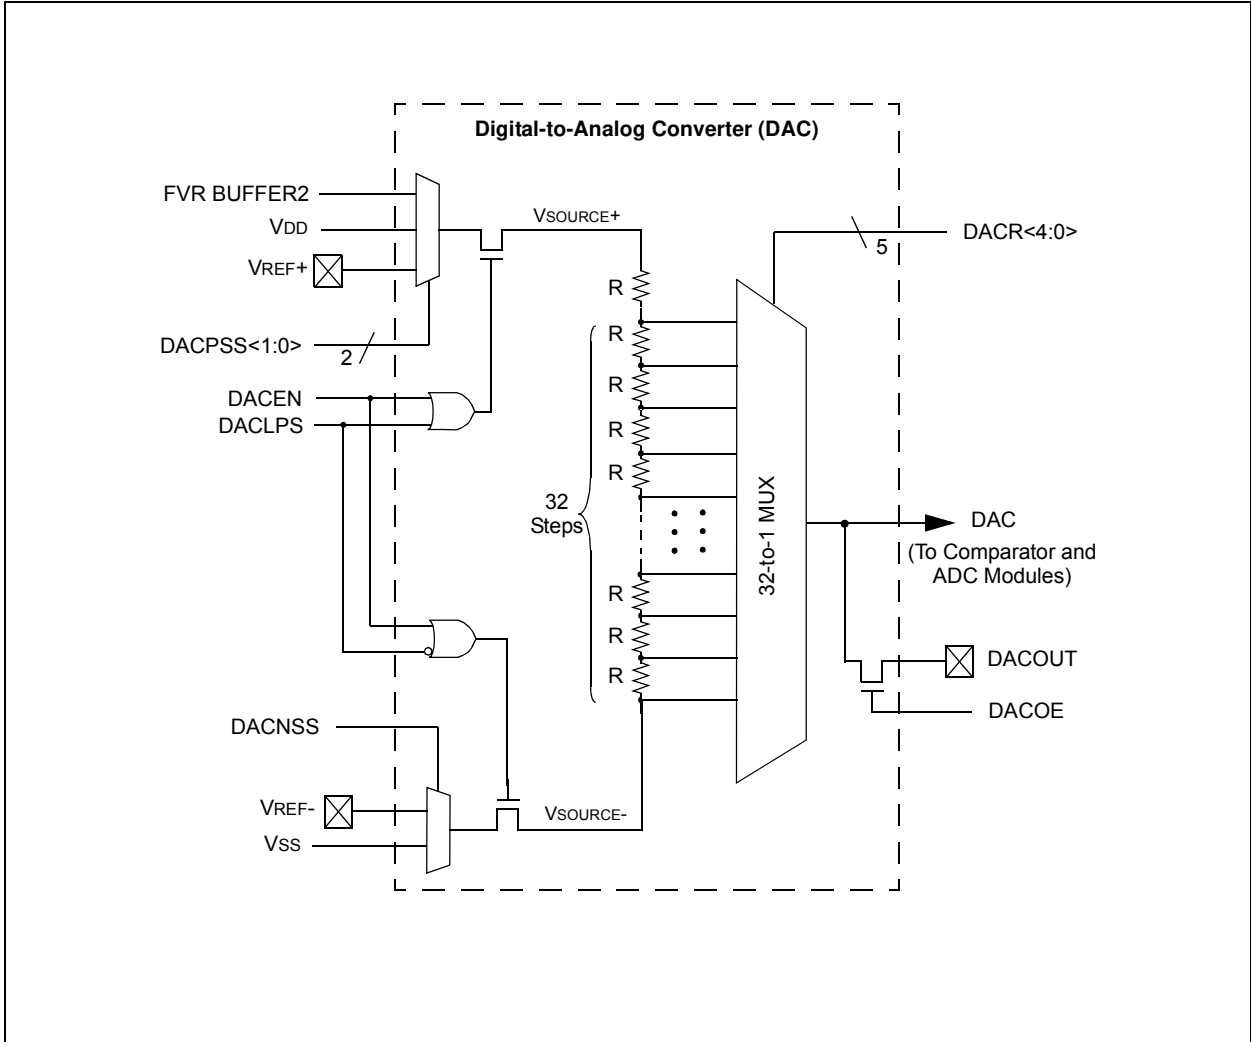 Digital-to-Analog Converter (DAC)
FVR BUFFER2
VDD
VREF+
DACPSS<1:0>
2
DACEN
DACLPS
VSOURCE+
DACR<4:0>
5
R
R
R
R
R
32
Steps
R
R
R
32-to-1 MUX
DAC
(To Comparator and
ADC Modules)
DACOUT
DACOE
DACNSS
VREF-
VSS
VSOURCE-